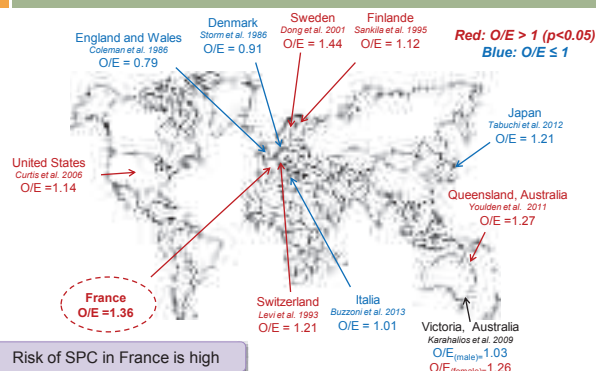 England and Wales
Coleman et al. 1986
O/E = 0.79
Denmark
Storm et al. 1986
O/E = 0.91
Sweden
Dong et al. 2001
O/E = 1.44
Finlande
Sankila et al. 1995
O/E = 1.12
Red: O/E > 1 (p<0.05)
Blue: O/E ≤ 1
Japan
Tabuchi et al. 2012
O/E = 1.21
United States
Curtis et al. 2006
O/E =1.14
Queensland, Australia
Youlden et al. 2011
O/E =1.27
France
O/E =1.36
Switzerland
Levi et al. 1993
O/E = 1.21
Italia
Buzzoni et al. 2013
O/E = 1.01
Victoria, Australia
Karahalios et al. 2009
O/E(male)=1.03
O/E(female)=1.26
Risk of SPC in France is high